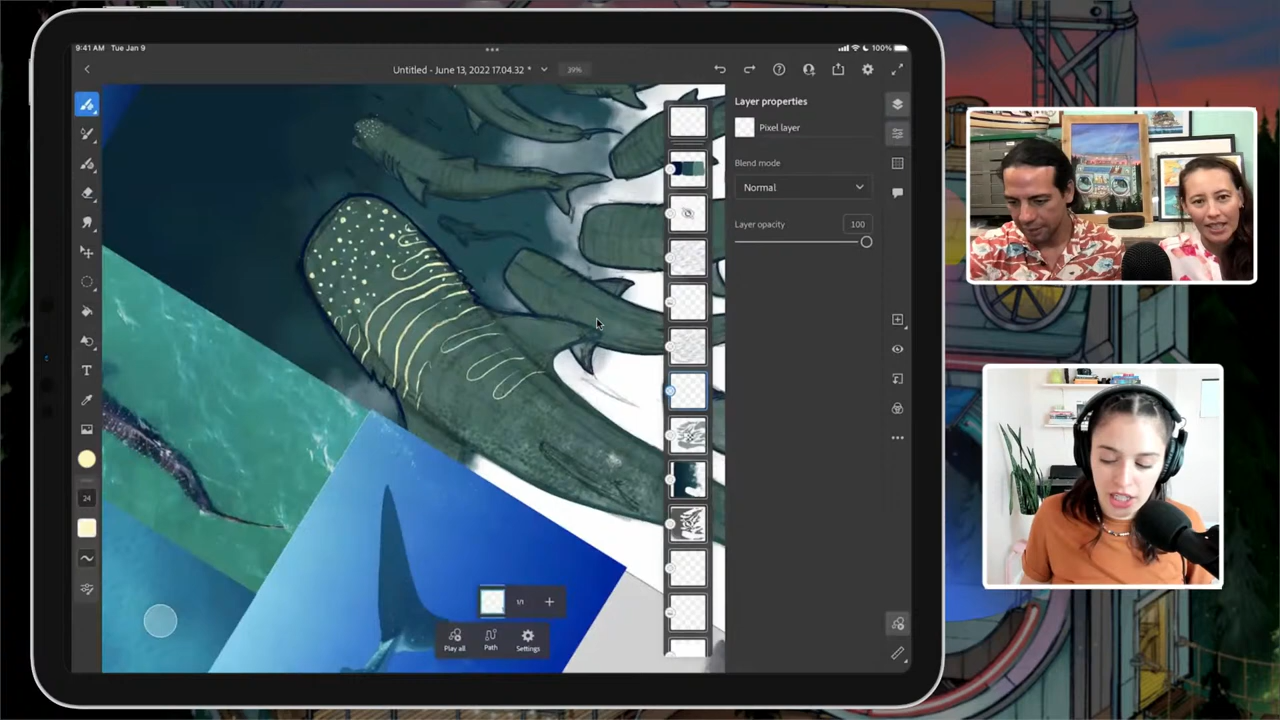 9:41 AM Tue Jan 9
100%
Untitled - June 13, 2022 17.04.32 *
39%
Layer properties
Pixel layer
Blend mode
Normal
Layer opacity
100
T
24
1/1
Play all
Path
Settings